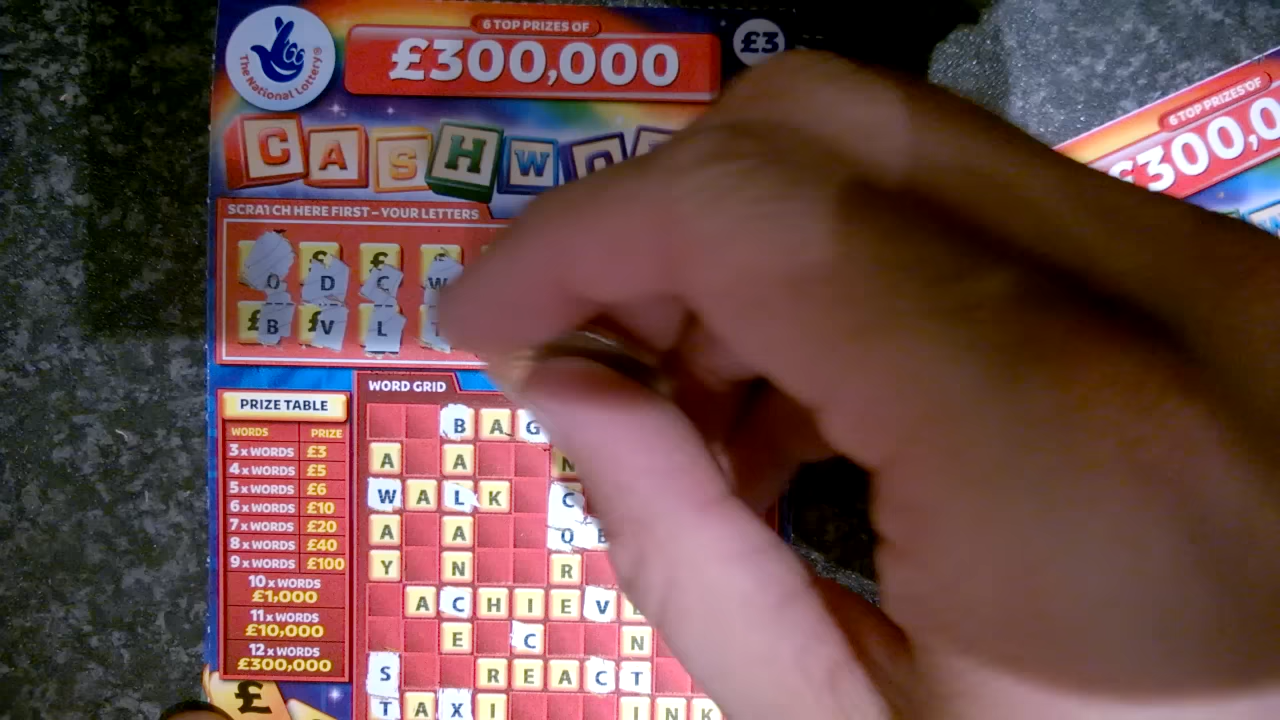 The National Lottery®
6 TOP PRIZES OF
£300,000
£3
6 TOP PRIZES OF
£300,0
CASHWO
SCRATCH HERE FIRST – YOUR LETTERS
O D C W
B V L T
PRIZE TABLE
WORDS PRIZE
3 x WORDS £3
4 x WORDS £5
5 x WORDS £6
6 x WORDS £10
7 x WORDS £20
8 x WORDS £40
9 x WORDS £100
10 x WORDS
£1,000
11 x WORDS
£10,000
12 x WORDS
£300,000
WORD GRID
B A G
A A N
W A L K C
A A O
Y N R
A C H I E V E
E C N
S R E A C T
T A X I I N K